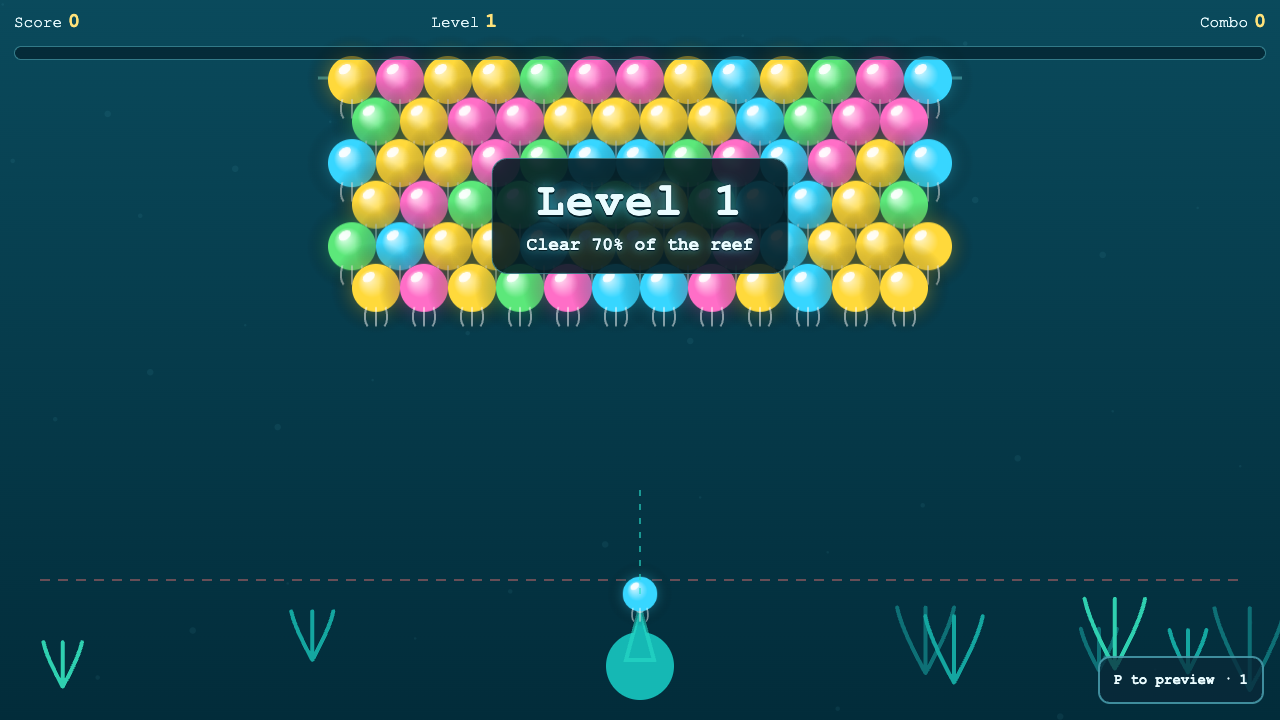 Score 0
Level 1
Combo 0
Level 1
Clear 70% of the reef
P to preview · 1